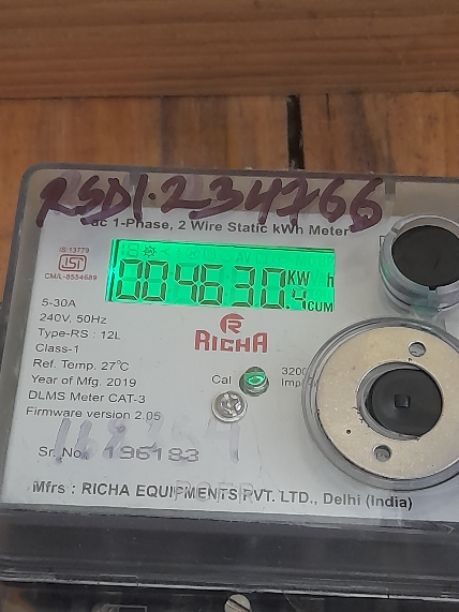 RSD1.234766
ac 1-Phase, 2 Wire Static kWh Meter
IS:13779
ISI
CM/L-8554689
004630.4 KW h
CUM
5-30A
240V, 50Hz
Type-RS : 12L
Class-1
Ref. Temp. 27°C
Year of Mfg. 2019
DLMS Meter CAT-3
Firmware version 2.05
R
RICHA
Cal
3200
Imp
Sr. No. 196183
Mfrs : RICHA EQUIPMENTS PVT. LTD., Delhi (India)